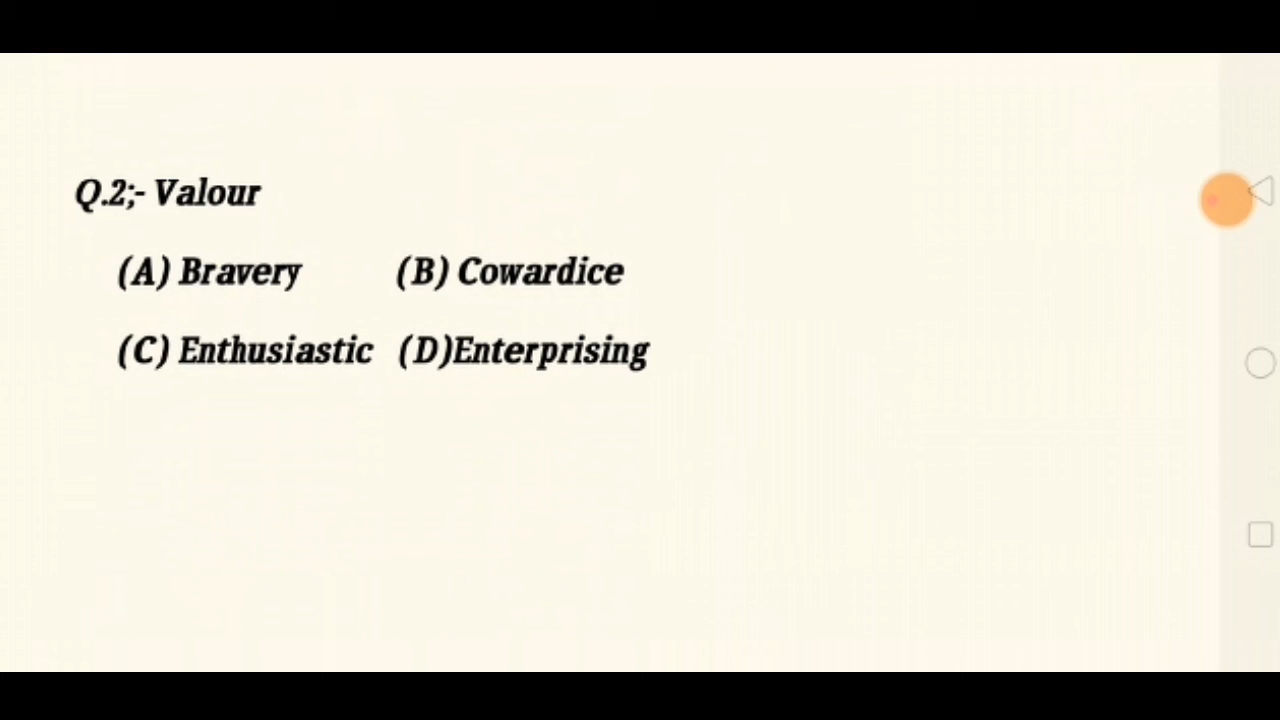 Q.2;- Valour
(A) Bravery (B) Cowardice
(C) Enthusiastic (D)Enterprising